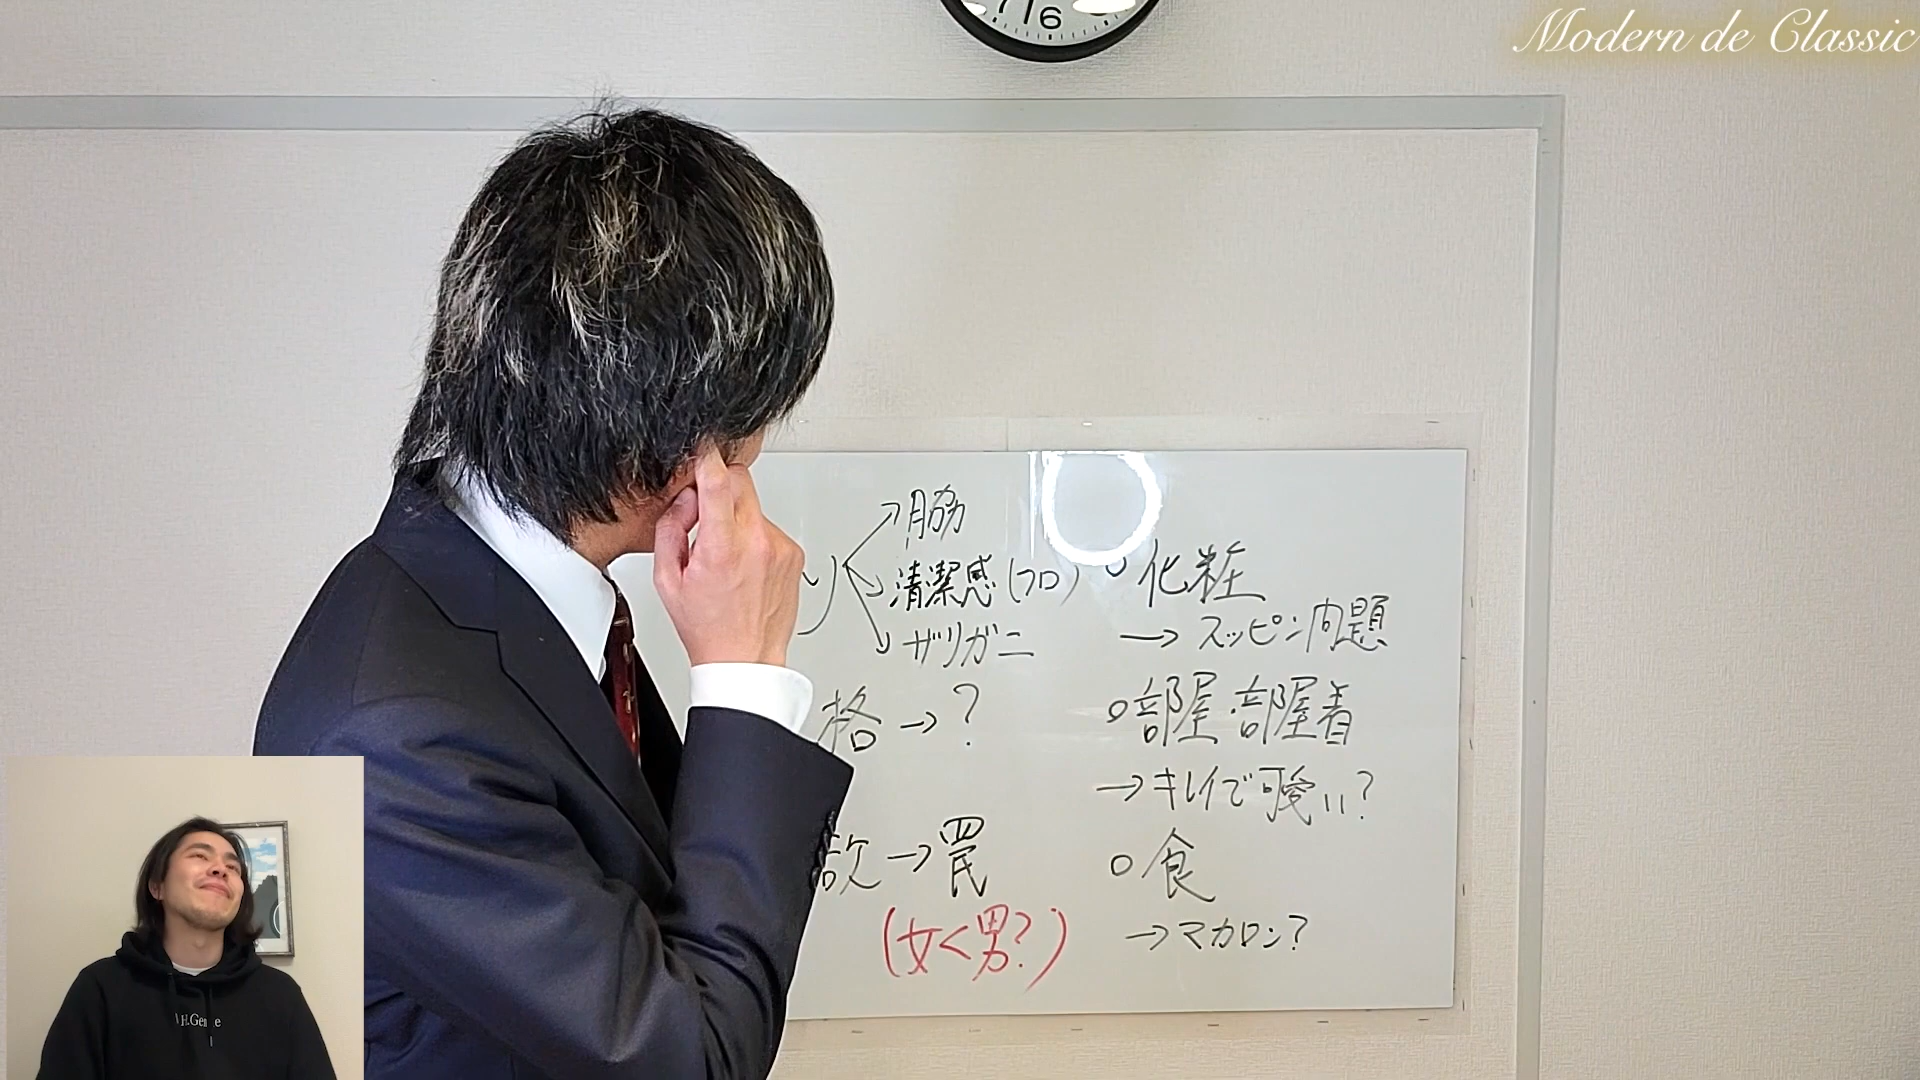 Modern de Classic
6
脇
清潔感(フロ)
ザリガニ
格→?
欲→罠
(女<男?)
○化粧
→スッピン問題
○部屋・部屋着
→キレイで可愛い?
○食
→マカロン?